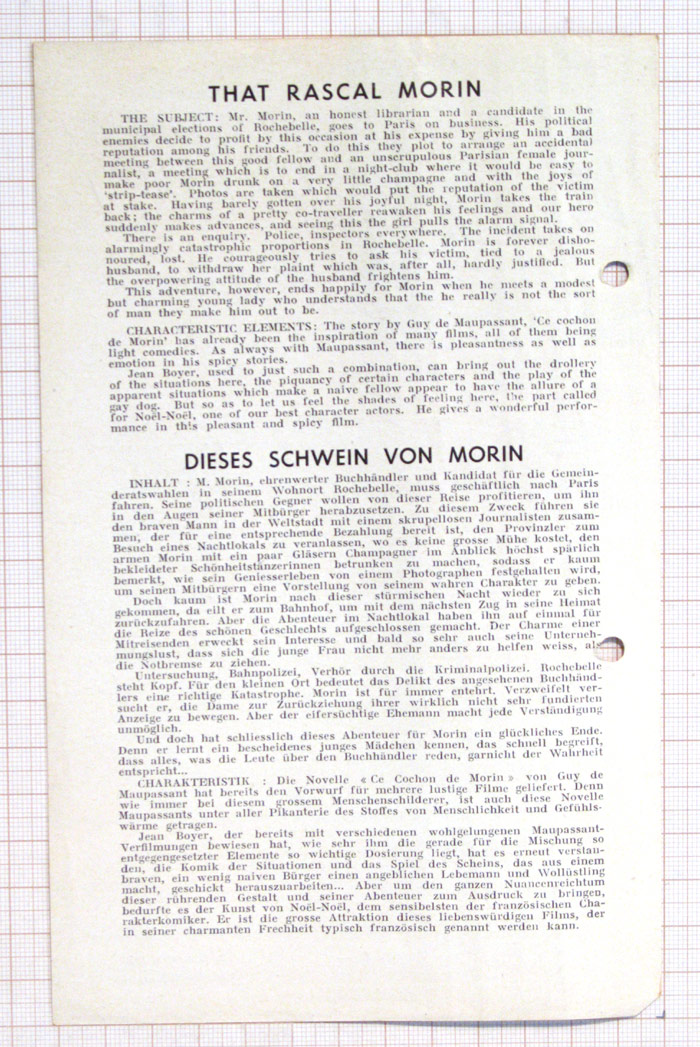 THAT RASCAL MORIN
THE SUBJECT: Mr. Morin, an honest librarian and a candidate in the
municipal elections of Rochebelle, goes to Paris on business. His political
enemies decide to profit by this occasion at his expense by giving him a bad
reputation among his friends. To do this they plot to arrange an accidental
meeting between this good fellow and an unscrupulous Parisian female jour-
nalist, a meeting which is to end in a night-club where it would be easy to
make poor Morin drunk on a very little champagne and with the joys of
'strip-tease'. Photos are taken which would put the reputation of the victim
at stake. Having barely gotten over his joyful night, Morin takes the train
back; the charms of a pretty co-traveller reawaken his feelings and our hero
suddenly makes advances, and seeing this the girl pulls the alarm signal.
There is an enquiry. Police, inspectors everywhere. The incident takes on
alarmingly catastrophic proportions in Rochebelle. Morin is forever disho-
noured, lost. He courageously tries to ask his victim, tied to a jealous
husband, to withdraw her plaint which was, after all, hardly justified. But
the overpowering attitude of the husband frightens him.
This adventure, however, ends happily for Morin when he meets a modest
but charming young lady who understands that the he really is not the sort
of man they make him out to be.
CHARACTERISTIC ELEMENTS: The story by Guy de Maupassant, 'Ce cochon
de Morin' has already been the inspiration of many films, all of them being
light comedies. As always with Maupassant, there is pleasantness as well as
emotion in his spicy stories.
Jean Boyer, used to just such a combination, can bring out the drollery
of the situations here, the piquancy of certain characters and the play of the
apparent situations which make a naive fellow appear to have the allure of a
gay dog. But so as to let us feel the shades of feeling here, the part called
for Noël-Noël, one of our best character actors. He gives a wonderful perfor-
mance in this pleasant and spicy film.
DIESES SCHWEIN VON MORIN
INHALT : M. Morin, ehrenwerter Buchhändler und Kandidat für die Gemein-
deratswahlen in seinem Wohnort Rochebelle, muss geschäftlich nach Paris
fahren. Seine politischen Gegner wollen von dieser Reise profitieren, um ihn
in den Augen seiner Mitbürger herabzusetzen. Zu diesem Zweck führen sie
den braven Mann in der Weltstadt mit einem skrupellosen Journalisten zusam-
men, der für eine entsprechende Bezahlung bereit ist, den Provinzler zum
Besuch eines Nachtlokals zu veranlassen, wo es keine grosse Mühe kostet, den
armen Morin mit ein paar Gläsern Champagner im Anblick höchst spärlich
bekleideter Schönheitstänzerinnen betrunken zu machen, sodass er kaum
bemerkt, wie sein Geniesserleben von einem Photographen festgehalten wird,
um seinen Mitbürgern eine Vorstellung von seinem wahren Charakter zu geben.
Doch kaum ist Morin nach dieser stürmischen Nacht wieder zu sich
gekommen, da eilt er zum Bahnhof, um mit dem nächsten Zug in seine Heimat
zurückzufahren. Aber die Abenteuer im Nachtlokal haben ihn auf einmal für
die Reize des schönen Geschlechts aufgeschlossen gemacht. Der Charme einer
Mitreisenden erweckt sein Interesse und bald so sehr auch seine Unterneh-
mungslust, dass sich die junge Frau nicht mehr anders zu helfen weiss, als
die Notbremse zu ziehen.
Untersuchung, Bahnpolizei, Verhör durch die Kriminalpolizei. Rochebelle
steht Kopf. Für den kleinen Ort bedeutet das Delikt des angesehenen Buchhänd-
lers eine richtige Katastrophe. Morin ist für immer entehrt. Verzweifelt ver-
sucht er, die Dame zur Zurückziehung ihrer wirklich nicht sehr fundierten
Anzeige zu bewegen. Aber der eifersüchtige Ehemann macht jede Verständigung
unmöglich.
Und doch hat schliesslich dieses Abenteuer für Morin ein glückliches Ende.
Denn er lernt ein bescheidenes junges Mädchen kennen, das schnell begreift,
dass alles, was die Leute über den Buchhändler reden, garnicht der Wahrheit
entspricht...
CHARAKTERISTIK : Die Novelle « Ce Cochon de Morin » von Guy de
Maupassant hat bereits den Vorwurf für mehrere lustige Filme geliefert. Denn
wie immer bei diesem grossem Menschenschilderer, ist auch diese Novelle
Maupassants unter aller Pikanterie des Stoffes von Menschlichkeit und Gefühls-
wärme getragen.
Jean Boyer, der bereits mit verschiedenen wohlgelungenen Maupassant-
Verfilmungen bewiesen hat, wie sehr ihm die gerade für die Mischung so
entgegengesetzter Elemente so wichtige Dosierung liegt, hat es erneut verstan-
den, die Komik der Situationen und das Spiel des Scheins, das aus einem
braven, ein wenig naiven Bürger einen angeblichen Lebemann und Wollüstling
macht, geschickt herauszuarbeiten... Aber um den ganzen Nuancenreichtum
dieser rührenden Gestalt und seiner Abenteuer zum Ausdruck zu bringen,
bedurfte es der Kunst von Noël-Noël, dem sensibelsten der französischen Cha-
rakterkomiker. Er ist die grosse Attraktion dieses liebenswürdigen Films, der
in seiner charmanten Frechheit typisch französisch genannt werden kann.